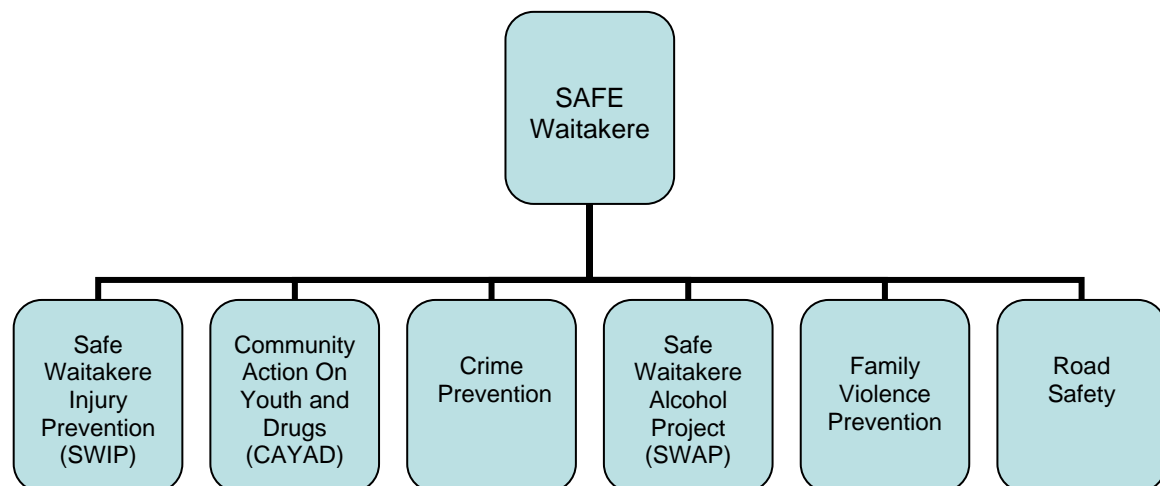 SAFE
Waitakere
Safe
Waitakere
Injury
Prevention
(SWIP)
Community
Action On
Youth and
Drugs
(CAYAD)
Crime
Prevention
Safe
Waitakere
Alcohol
Project
(SWAP)
Family
Violence
Prevention
Road
Safety